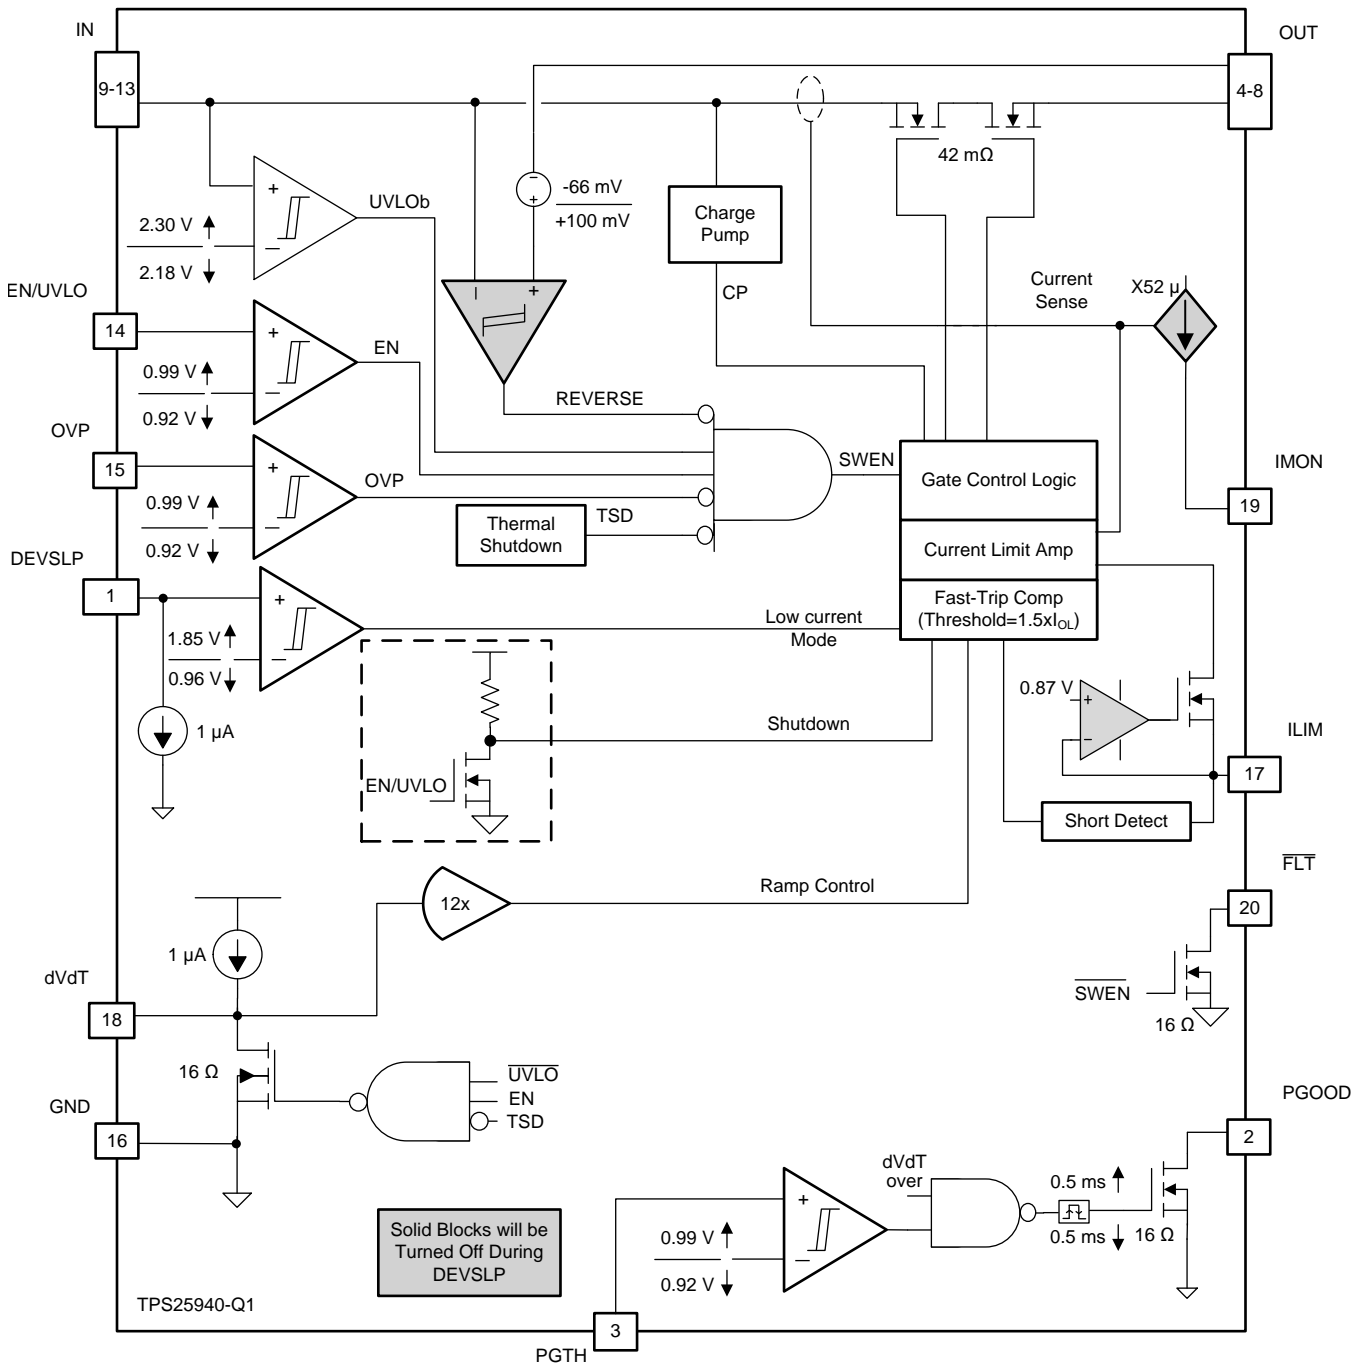 IN
OUT
9-13
4-8
42 mΩ
UVLOb
2.30 V
2.18 V
-66 mV
+100 mV
Charge
Pump
CP
Current
Sense
X52 µ
EN/UVLO
14
EN
0.99 V
0.92 V
REVERSE
OVP
15
OVP
0.99 V
0.92 V
Thermal
Shutdown
TSD
SWEN
Gate Control Logic
Current Limit Amp
Fast-Trip Comp
(Threshold=1.5xIOL)
IMON
19
DEVSLP
1
1.85 V
0.96 V
1 µA
Low current
Mode
Shutdown
EN/UVLO
0.87 V
+
ILIM
17
Short Detect
FLT
20
SWEN
16 Ω
12x
Ramp Control
1 µA
dVdT
18
16 Ω
UVLO
EN
TSD
GND
16
PGOOD
2
dVdT
over
0.5 ms
0.5 ms
16 Ω
0.99 V
0.92 V
Solid Blocks will be
Turned Off During
DEVSLP
TPS25940-Q1
3
PGTH